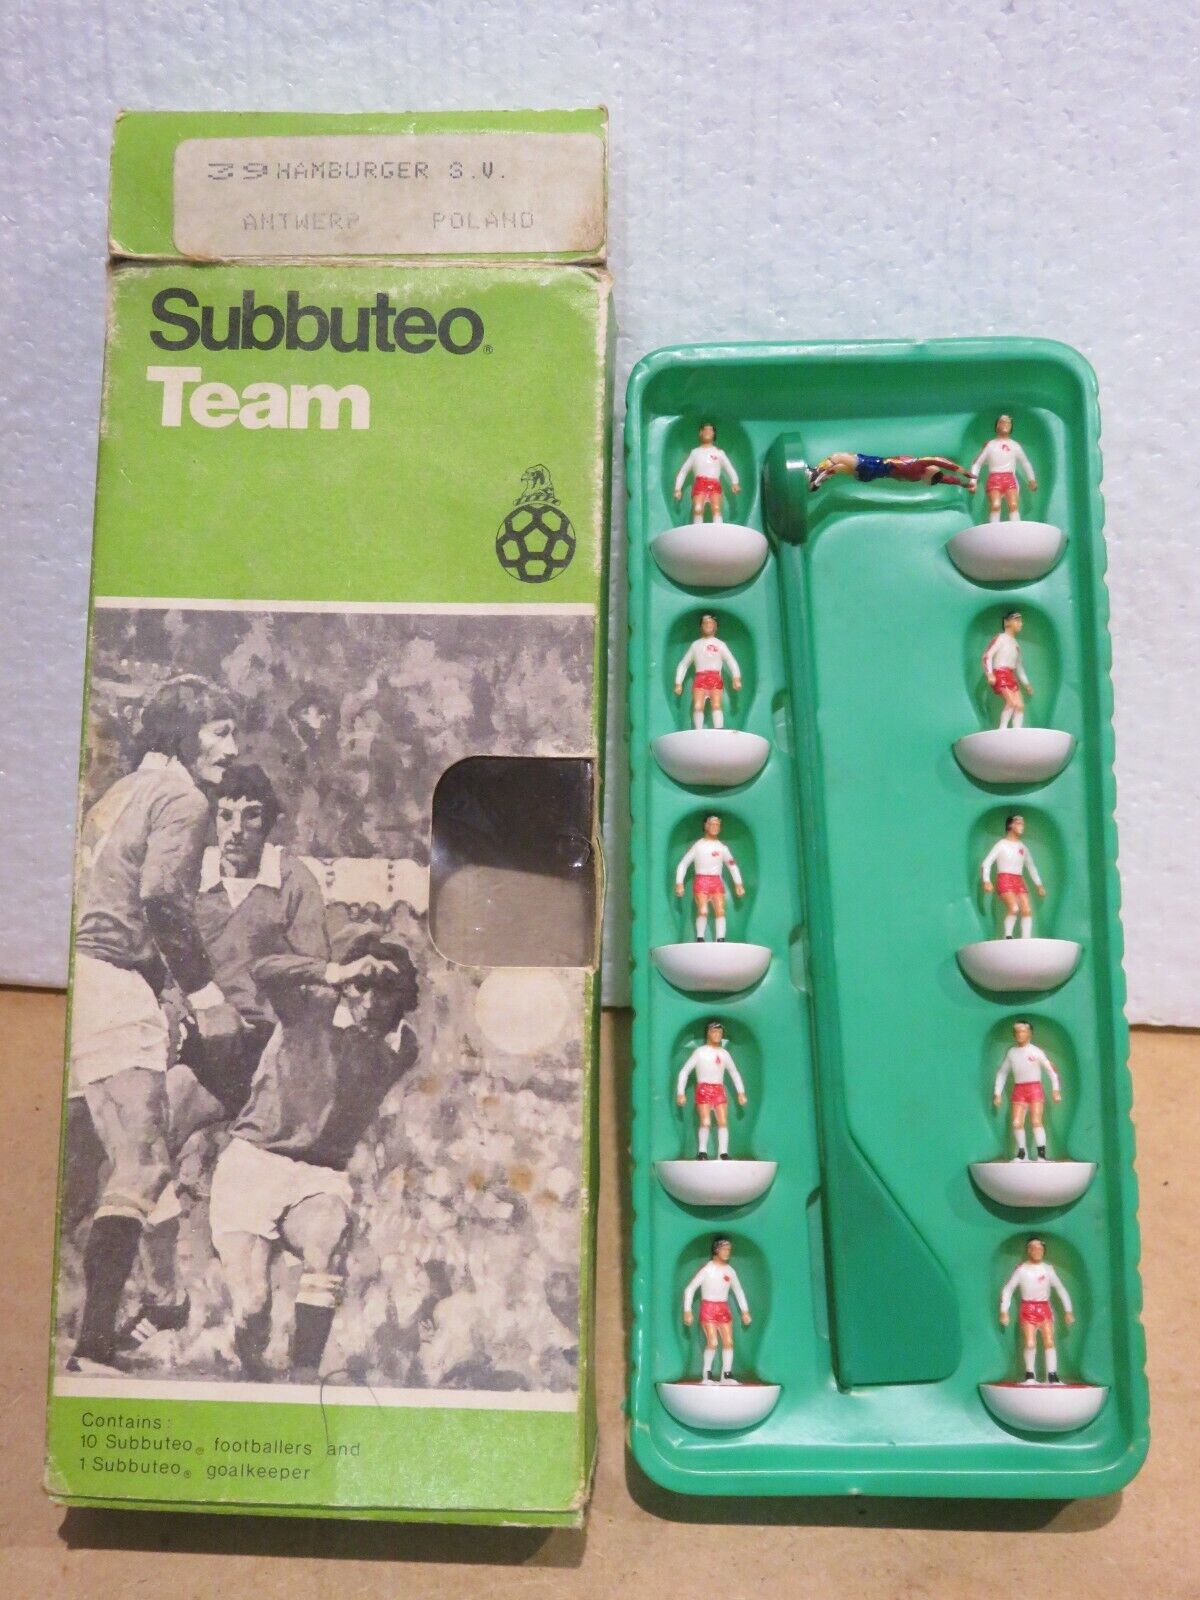 39 HAMBURGER S.V.
ANTWERP POLAND
Subbuteo®
Team
Contains:
10 Subbuteo® footballers and
1 Subbuteo® goalkeeper